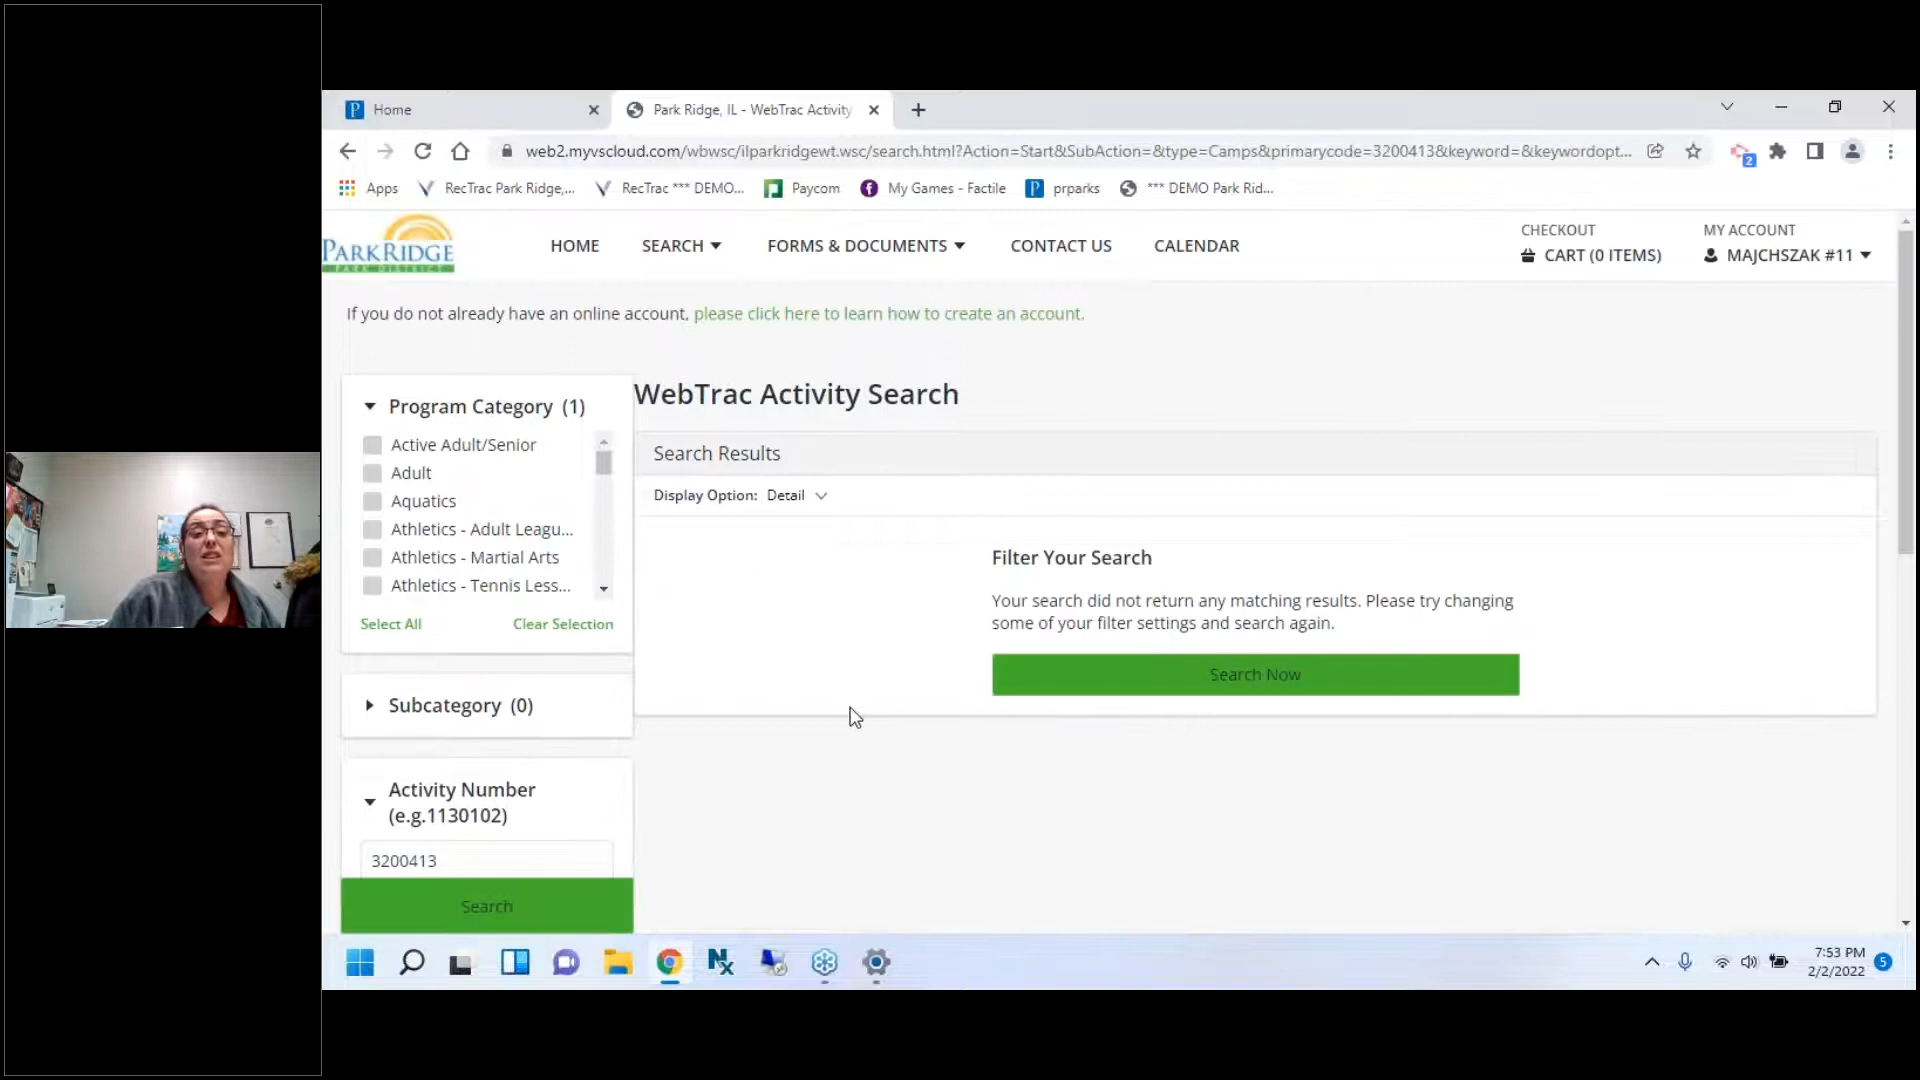 Home
Park Ridge, IL - WebTrac Activity
web2.myvscloud.com/wbwsc/ilparkridgewt.wsc/search.html?Action=Start&SubAction=&type=Camps&primarycode=3200413&keyword=&keywordopt...
2
Apps
RecTrac Park Ridge,...
RecTrac *** DEMO...
Paycom
My Games - Factile
prparks
*** DEMO Park Rid...
PARK RIDGE
PARK DISTRICT
HOME
SEARCH
FORMS & DOCUMENTS
CONTACT US
CALENDAR
CHECKOUT
CART (0 ITEMS)
MY ACCOUNT
MAJCHSZAK #11
If you do not already have an online account, please click here to learn how to create an account.
Program Category (1)
Active Adult/Senior
Adult
Aquatics
Athletics - Adult Leagu...
Athletics - Martial Arts
Athletics - Tennis Less...
Select All
Clear Selection
Subcategory (0)
Activity Number
(e.g.1130102)
3200413
Search
WebTrac Activity Search
Search Results
Display Option: Detail
Filter Your Search
Your search did not return any matching results. Please try changing
some of your filter settings and search again.
Search Now
7:53 PM
2/2/2022
5